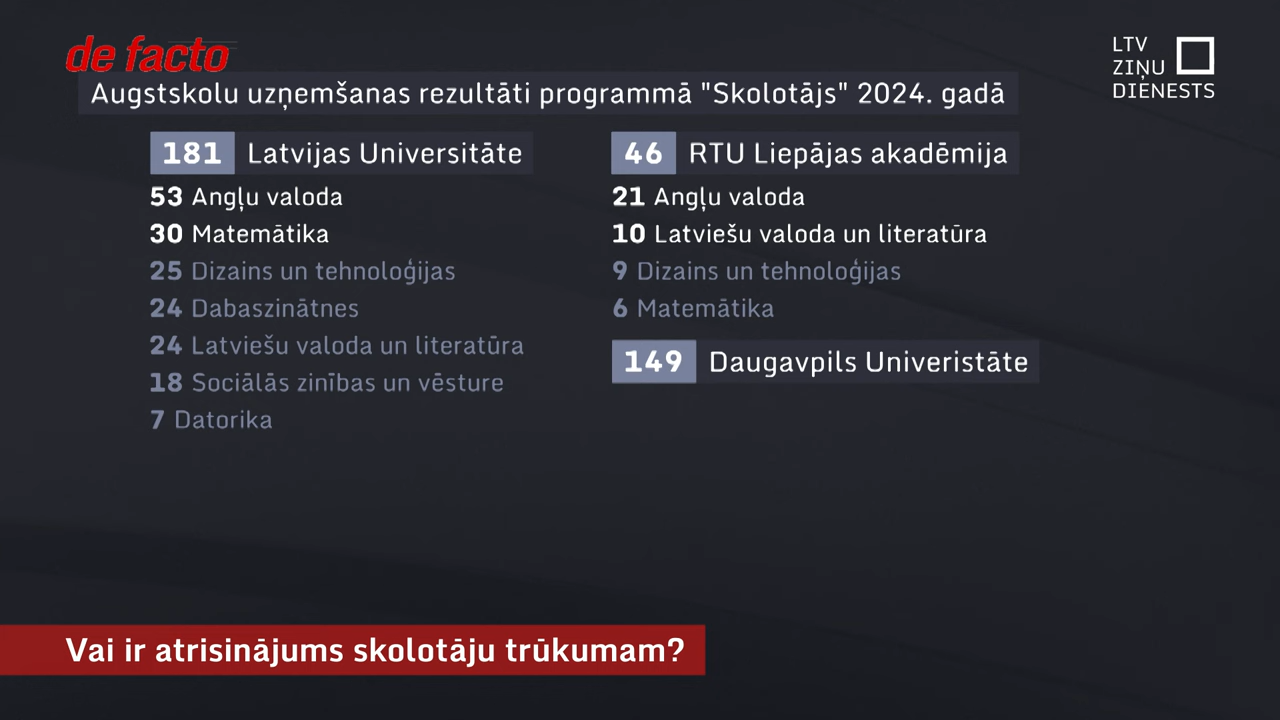 de facto
LTV
ZIŅU
DIENESTS
Augstskolu uzņemšanas rezultāti programmā "Skolotājs" 2024. gadā
181 Latvijas Universitāte
53 Angļu valoda
30 Matemātika
25 Dizains un tehnoloģijas
24 Dabaszinātnes
24 Latviešu valoda un literatūra
18 Sociālās zinības un vēsture
7 Datorika
46 RTU Liepājas akadēmija
21 Angļu valoda
10 Latviešu valoda un literatūra
9 Dizains un tehnoloģijas
6 Matemātika
149 Daugavpils Univeristāte
Vai ir atrisinājums skolotāju trūkumam?